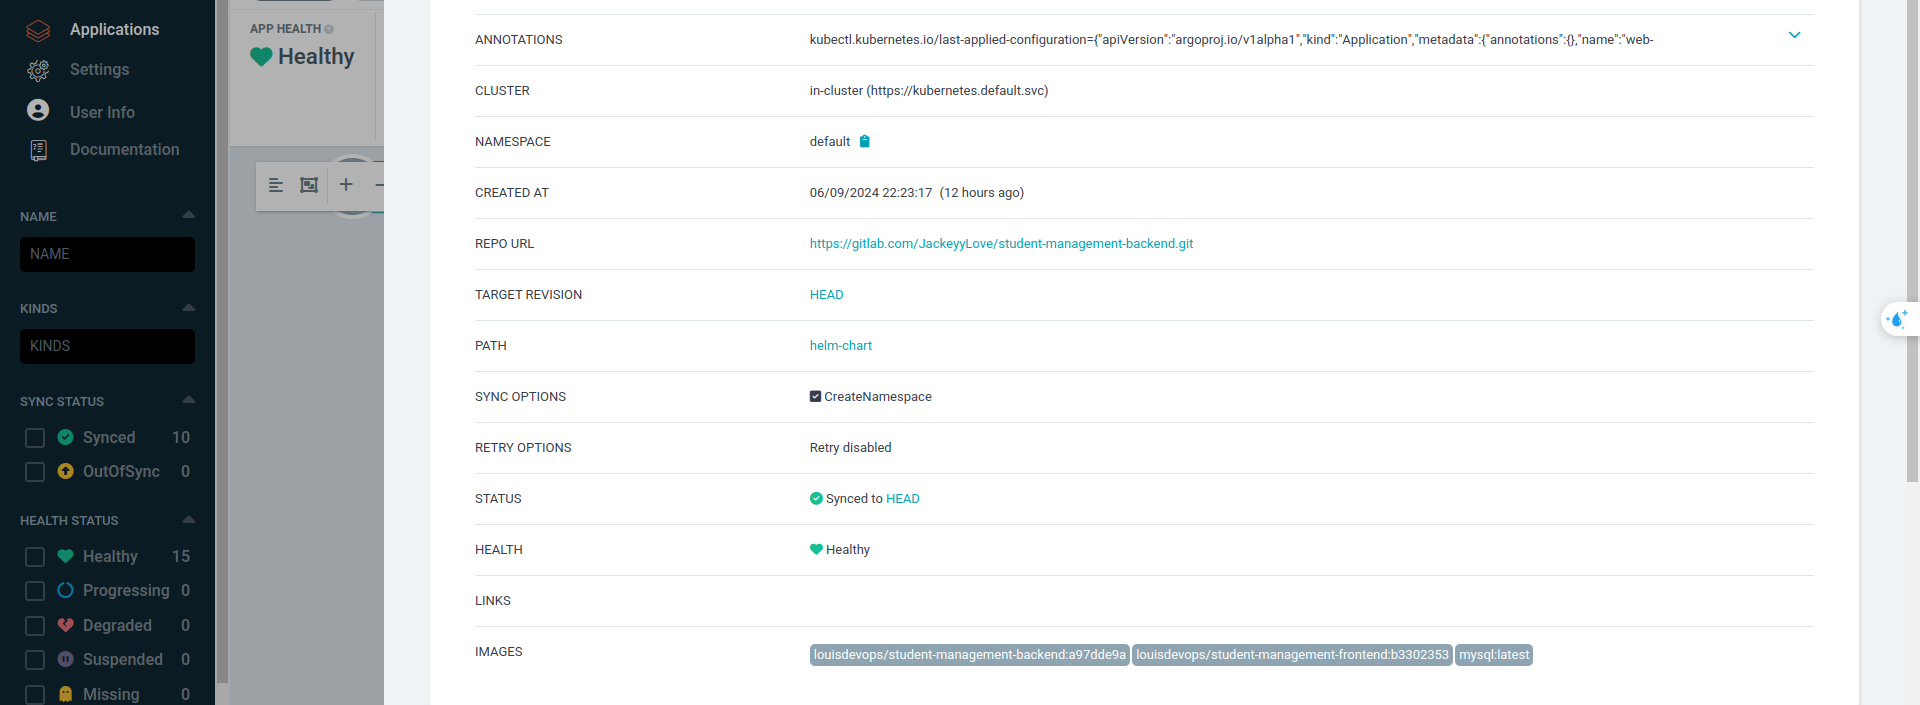 Applications
Settings
User Info
Documentation
NAME
NAME
KINDS
KINDS
SYNC STATUS
Synced 10
OutOfSync 0
HEALTH STATUS
Healthy 15
Progressing 0
Degraded 0
Suspended 0
Missing 0
APP HEALTH
Healthy
ANNOTATIONS kubectl.kubernetes.io/last-applied-configuration={"apiVersion":"argoproj.io/v1alpha1","kind":"Application","metadata":{"annotations":{},"name":"web-
CLUSTER in-cluster (https://kubernetes.default.svc)
NAMESPACE default
CREATED AT 06/09/2024 22:23:17 (12 hours ago)
REPO URL https://gitlab.com/JackeyyLove/student-management-backend.git
TARGET REVISION HEAD
PATH helm-chart
SYNC OPTIONS CreateNamespace
RETRY OPTIONS Retry disabled
STATUS Synced to HEAD
HEALTH Healthy
LINKS
IMAGES louisdevops/student-management-backend:a97dde9a louisdevops/student-management-frontend:b3302353 mysql:latest